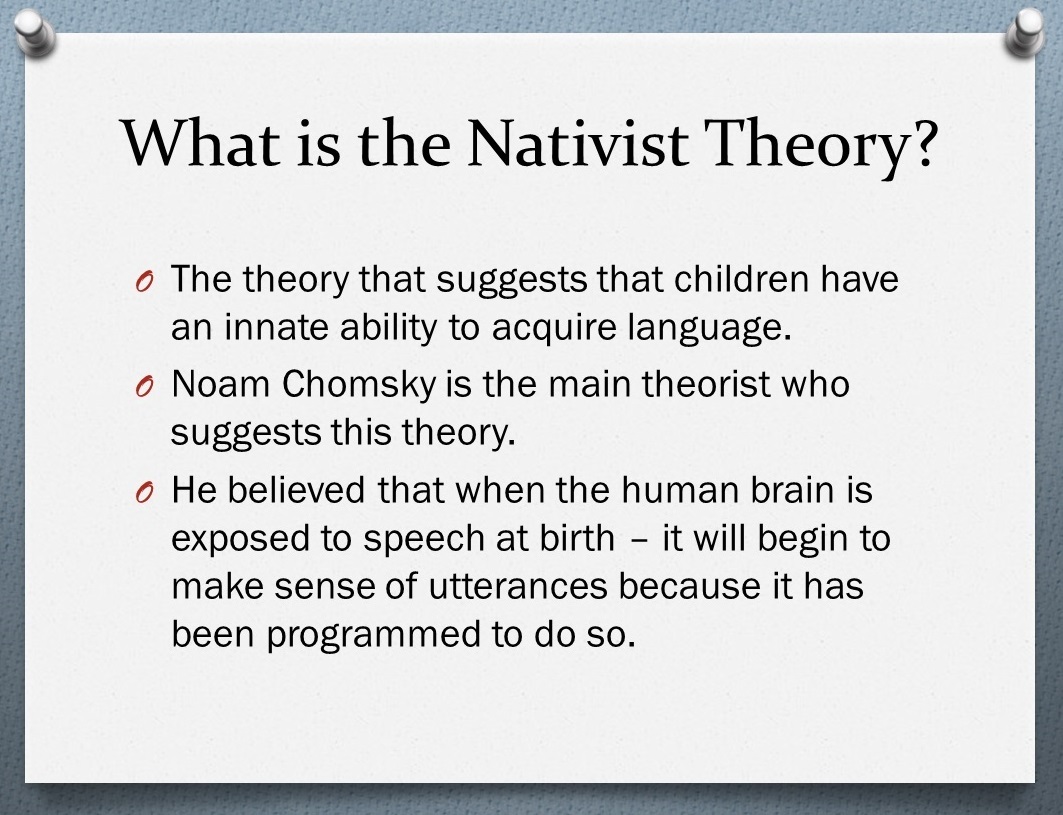 What is the Nativist Theory?
The theory that suggests that children have
an innate ability to acquire language.
Noam Chomsky is the main theorist who
suggests this theory.
He believed that when the human brain is
exposed to speech at birth – it will begin to
make sense of utterances because it has
been programmed to do so.